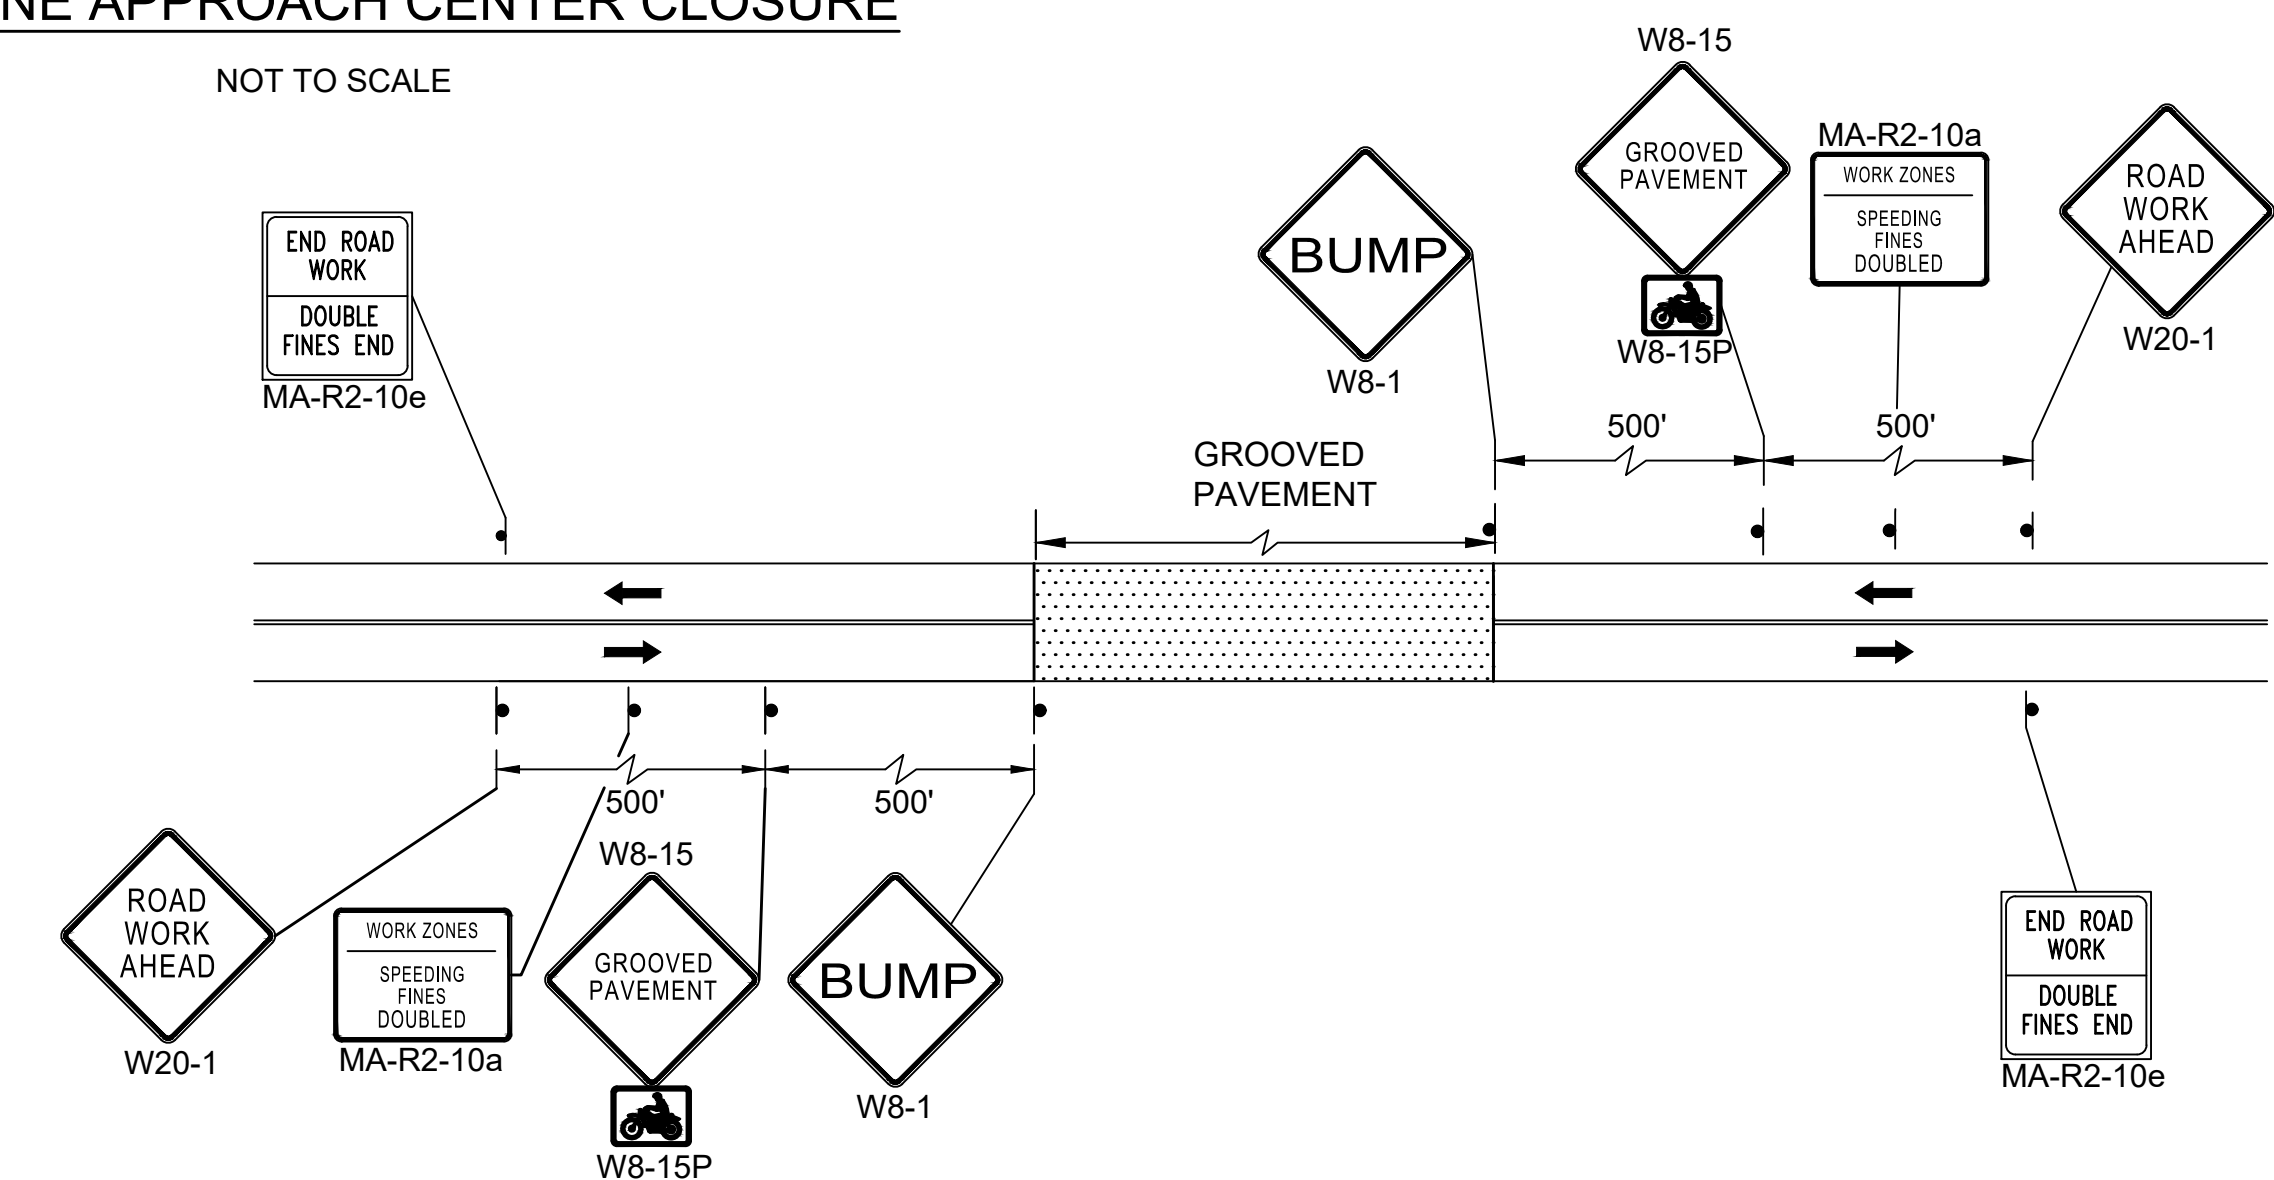 APPROACH CENTER CLOSURE
NOT TO SCALE
W8-15
GROOVED
PAVEMENT
W8-15P
MA-R2-10a
WORK ZONES
SPEEDING
FINES
DOUBLED
ROAD
WORK
AHEAD
W20-1
BUMP
W8-1
END ROAD
WORK
DOUBLE
FINES END
MA-R2-10e
500'
500'
GROOVED
PAVEMENT
500'
500'
ROAD
WORK
AHEAD
W20-1
WORK ZONES
SPEEDING
FINES
DOUBLED
MA-R2-10a
W8-15
GROOVED
PAVEMENT
W8-15P
BUMP
W8-1
END ROAD
WORK
DOUBLE
FINES END
MA-R2-10e